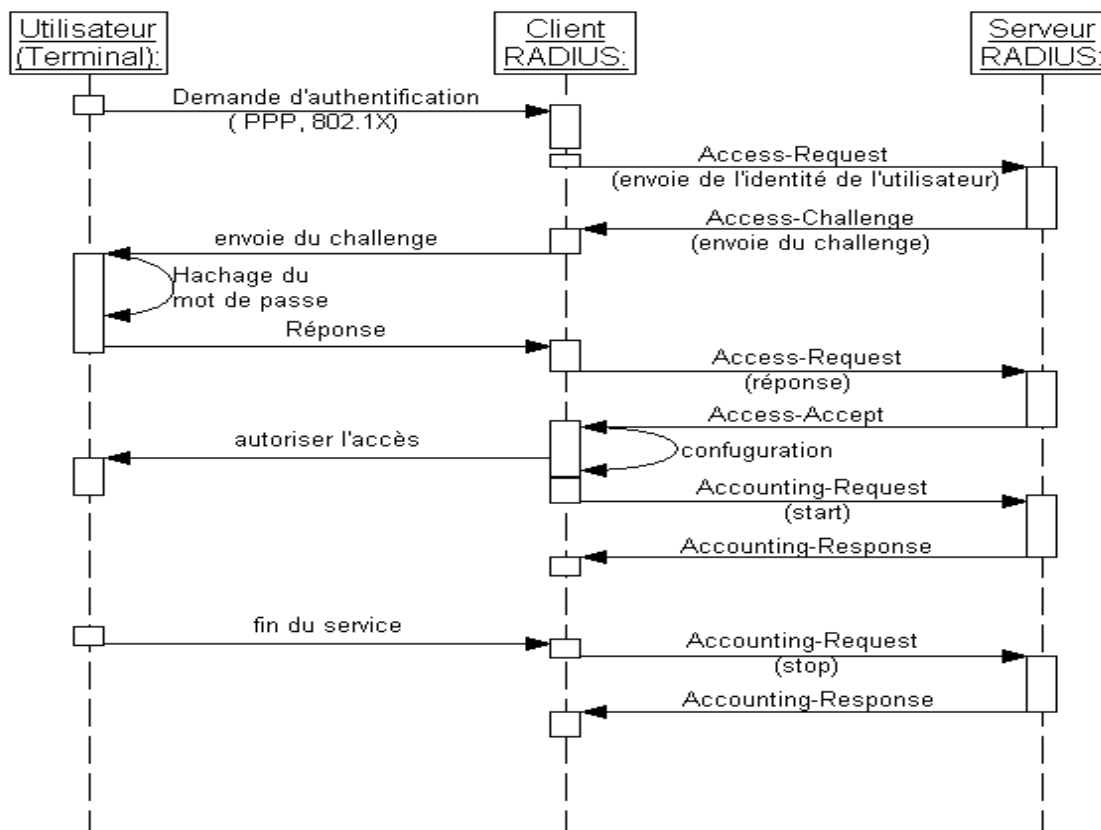 Utilisateur
(Terminal):
Client
RADIUS:
Serveur
RADIUS:
Demande d'authentification
( PPP, 802.1X)
Access-Request
(envoie de l'identité de l'utilisateur)
Access-Challenge
(envoie du challenge)
envoie du challenge
Hachage du
mot de passe
Réponse
Access-Request
(réponse)
Access-Accept
autoriser l'accès
confuguration
Accounting-Request
(start)
Accounting-Response
fin du service
Accounting-Request
(stop)
Accounting-Response